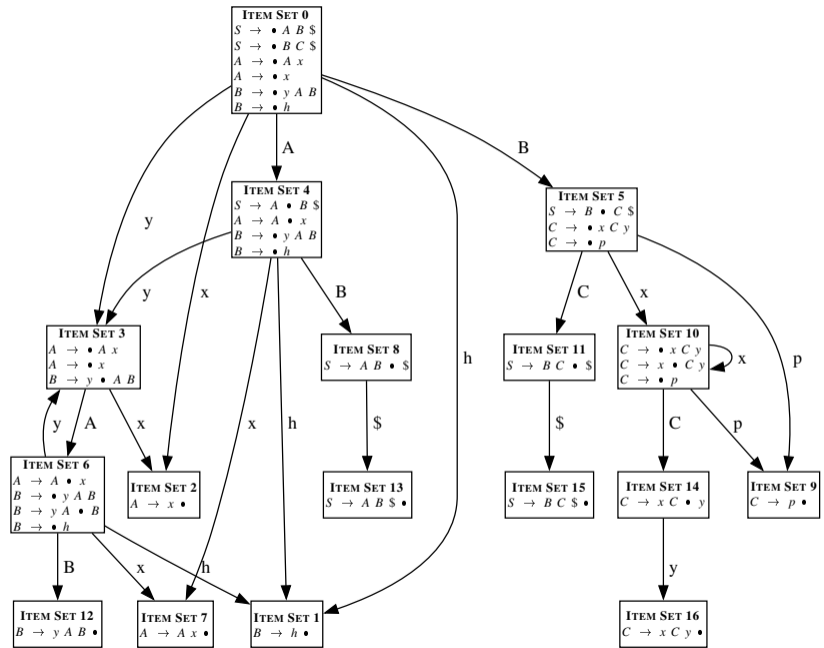 ITEM SET 0
S → • A B $
S → • B C $
A → • A x
A → • x
B → • y A B
B → • h
A
B
ITEM SET 4
S → A • B $
A → A • x
B → • y A B
B → • h
ITEM SET 5
S → B • C $
C → • x C y
C → • p
y
y
x
B
C
x
ITEM SET 3
A → • A x
A → • x
B → y • A B
ITEM SET 8
S → A B • $
h
ITEM SET 11
S → B C • $
ITEM SET 10
C → • x C y
C → x • C y
C → • p
x
p
y
A
x
x
h
$
$
C
p
ITEM SET 6
A → A • x
B → • y A B
B → y A • B
B → • h
ITEM SET 2
A → x •
ITEM SET 13
S → A B $ •
ITEM SET 15
S → B C $ •
ITEM SET 14
C → x C • y
ITEM SET 9
C → p •
B
x
h
y
ITEM SET 12
B → y A B •
ITEM SET 7
A → A x •
ITEM SET 1
B → h •
ITEM SET 16
C → x C y •